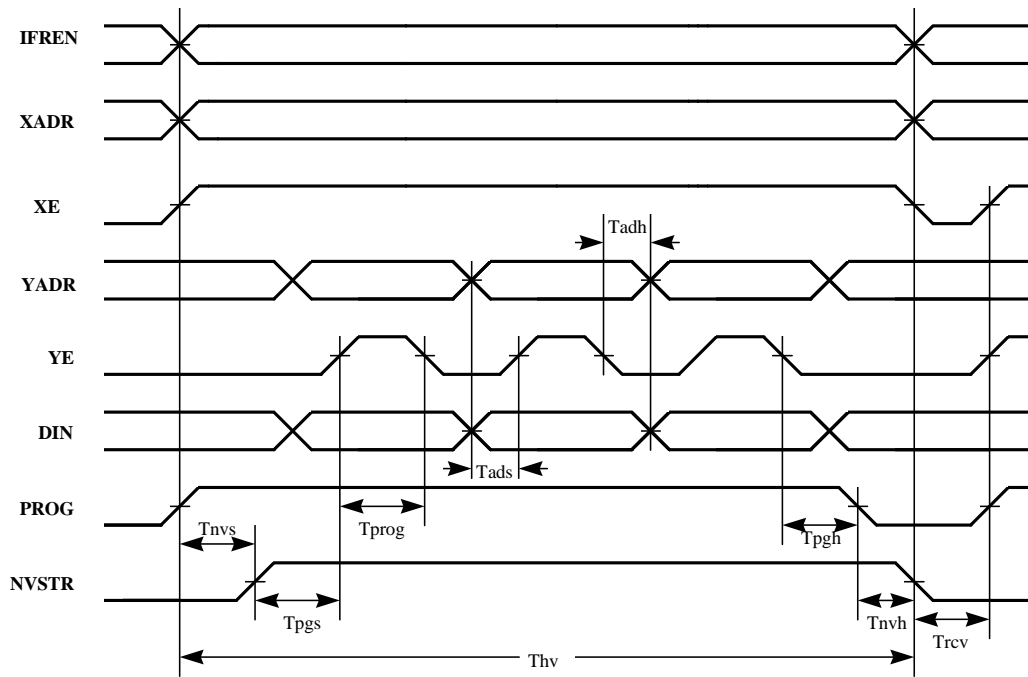 IFREN
XADR
XE
Tadh
YADR
YE
DIN
Tads
PROG
Tnvs
Tprog
Tpgh
NVSTR
Tpgs
Tnvh
Trcv
Thv